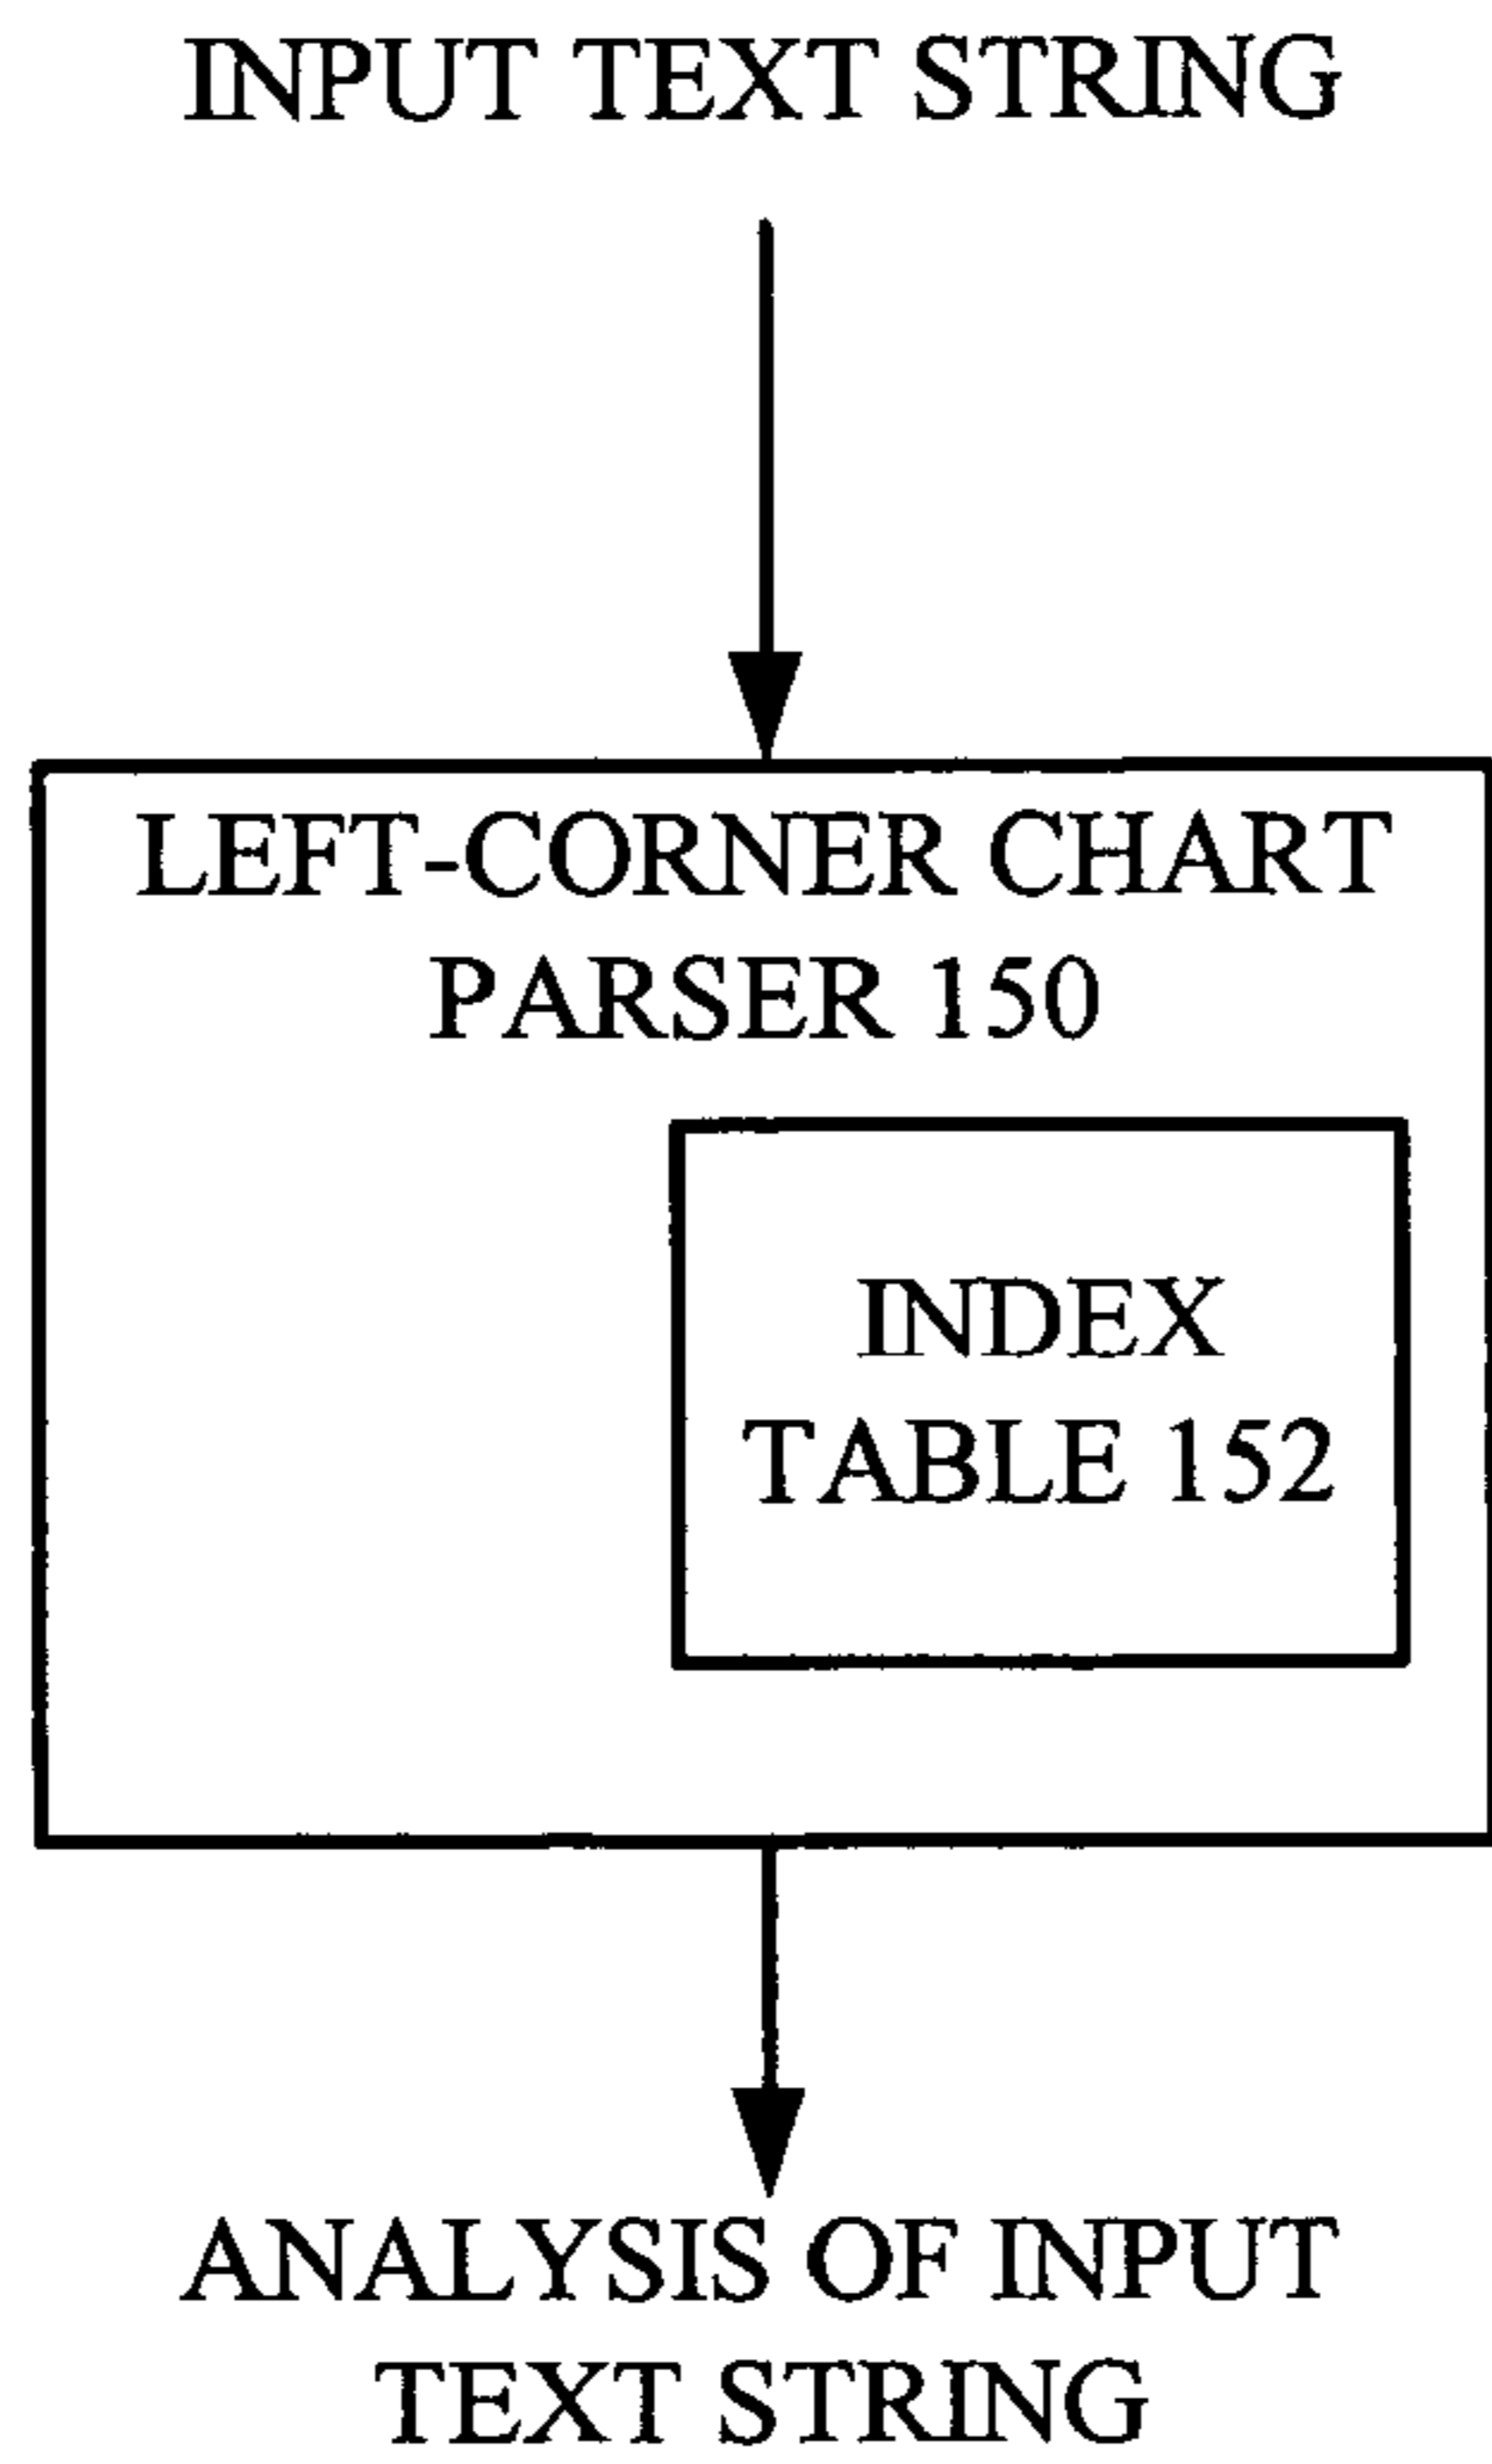 INPUT TEXT STRING
LEFT-CORNER CHART
PARSER 150
INDEX
TABLE 152
ANALYSIS OF INPUT
TEXT STRING